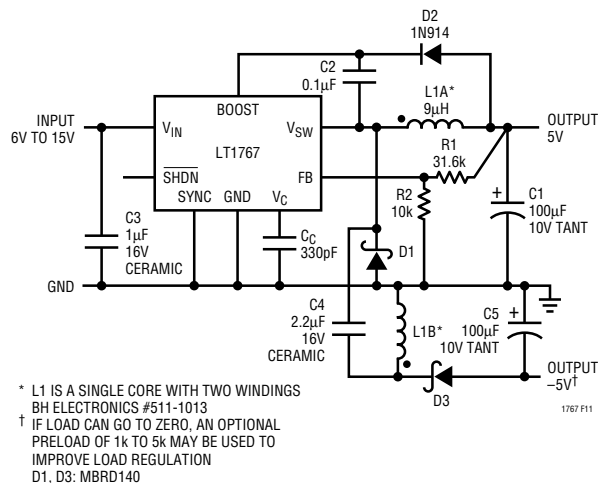 D2
1N914
C2
0.1µF
L1A*
9µH
INPUT
6V TO 15V
BOOST
V_IN
LT1767
V_SW
OUTPUT
5V
R1
31.6k
SHDN
FB
SYNC
GND
V_C
R2
10k
C1
100µF
10V TANT
+
C3
1µF
16V
CERAMIC
C_C
330pF
D1
GND
C4
2.2µF
16V
CERAMIC
L1B*
C5
100µF
10V TANT
+
OUTPUT
–5V†
D3
1767 F11
* L1 IS A SINGLE CORE WITH TWO WINDINGS
BH ELECTRONICS #511-1013
† IF LOAD CAN GO TO ZERO, AN OPTIONAL
PRELOAD OF 1k TO 5k MAY BE USED TO
IMPROVE LOAD REGULATION
D1, D3: MBRD140